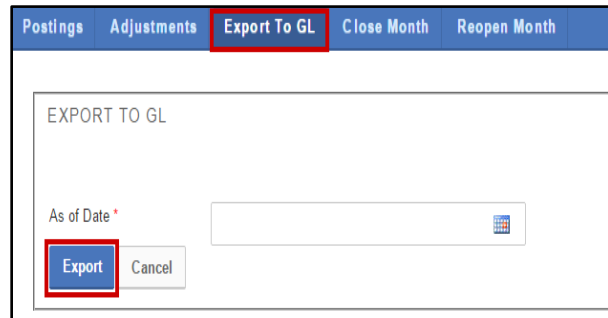 Postings Adjustments Export To GL Close Month Reopen Month
EXPORT TO GL
As of Date *
Export Cancel